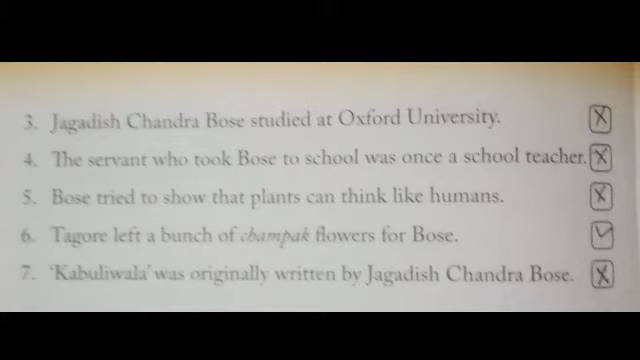 3. Jagadish Chandra Bose studied at Oxford University. X
4. The servant who took Bose to school was once a school teacher. X
5. Bose tried to show that plants can think like humans. X
6. Tagore left a bunch of champak flowers for Bose. ✓
7. 'Kabuliwala' was originally written by Jagadish Chandra Bose. X